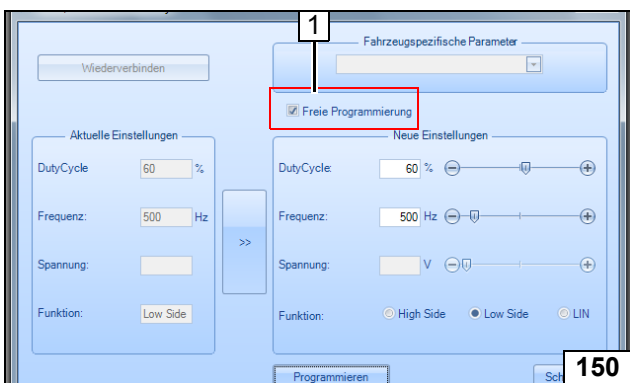 1
Fahrzeugspezifische Parameter
Wiederverbinden
Freie Programmierung
Aktuelle Einstellungen
Neue Einstellungen
DutyCycle 60 % DutyCycle: 60 %
Frequenz: 500 Hz Frequenz: 500 Hz
>>
Spannung: Spannung: V
Funktion: Low Side Funktion: High Side Low Side LIN
Programmieren
150